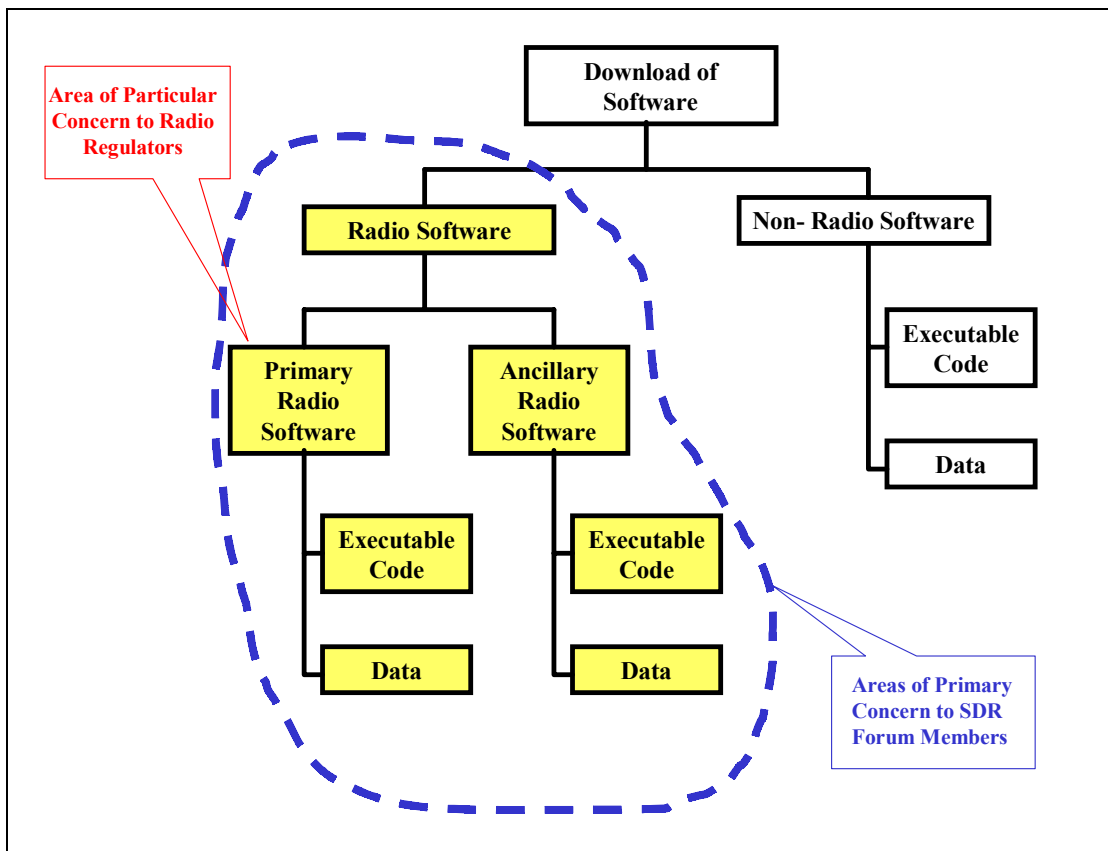 Download of
Software
Area of Particular
Concern to Radio
Regulators
Radio Software
Non- Radio Software
Primary
Radio
Software
Ancillary
Radio
Software
Executable
Code
Data
Executable
Code
Data
Executable
Code
Data
Areas of Primary
Concern to SDR
Forum Members